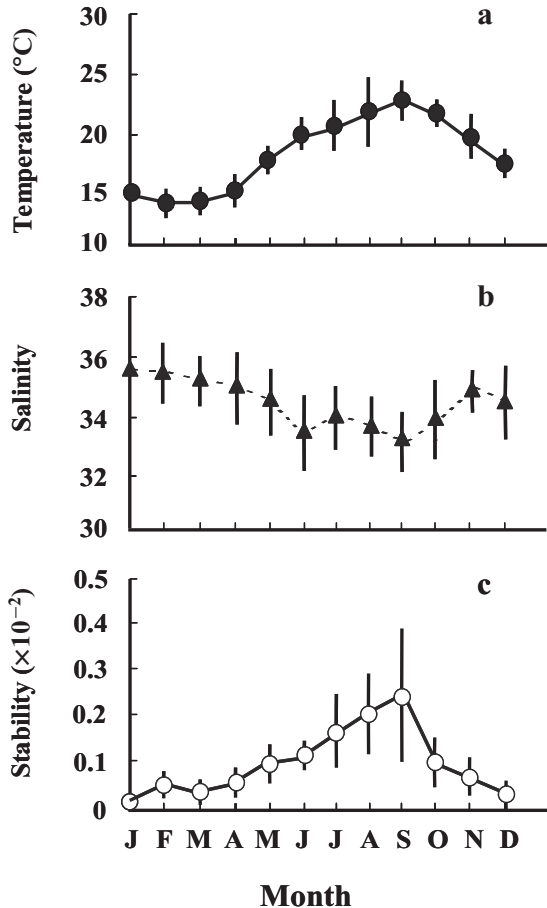 a
Temperature (°C)
30
25
20
15
10
b
Salinity
38
36
34
32
30
c
Stability (×10⁻²)
0.5
0.4
0.3
0.2
0.1
0
J F M A M J J A S O N D
Month